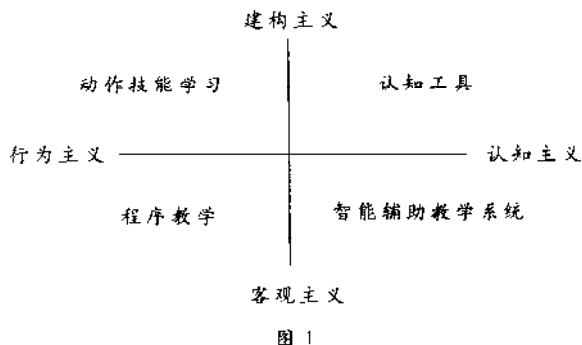 建构主义
动作技能学习 认知工具
行为主义 认知主义
程序教学 智能辅助教学系统
客观主义
图 1